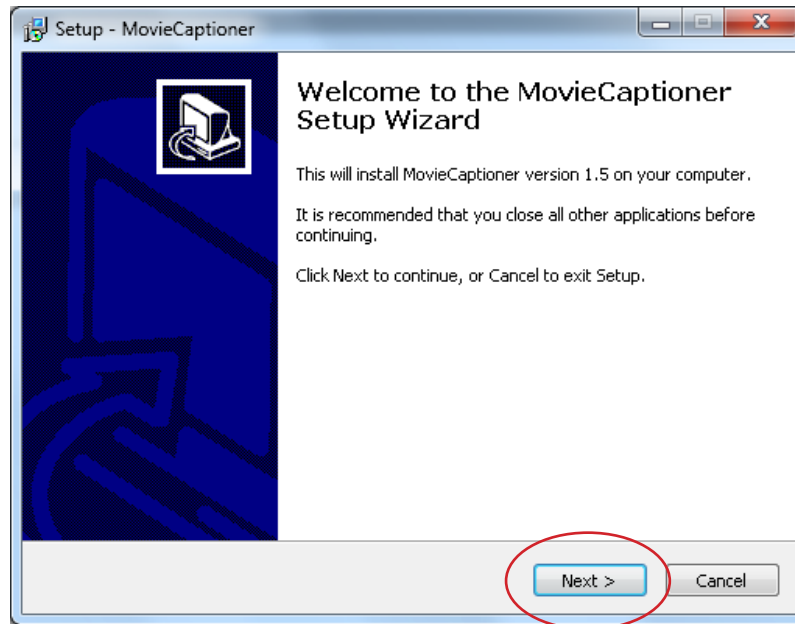 Setup - MovieCaptioner
Welcome to the MovieCaptioner
Setup Wizard
This will install MovieCaptioner version 1.5 on your computer.
It is recommended that you close all other applications before
continuing.
Click Next to continue, or Cancel to exit Setup.
Next >
Cancel